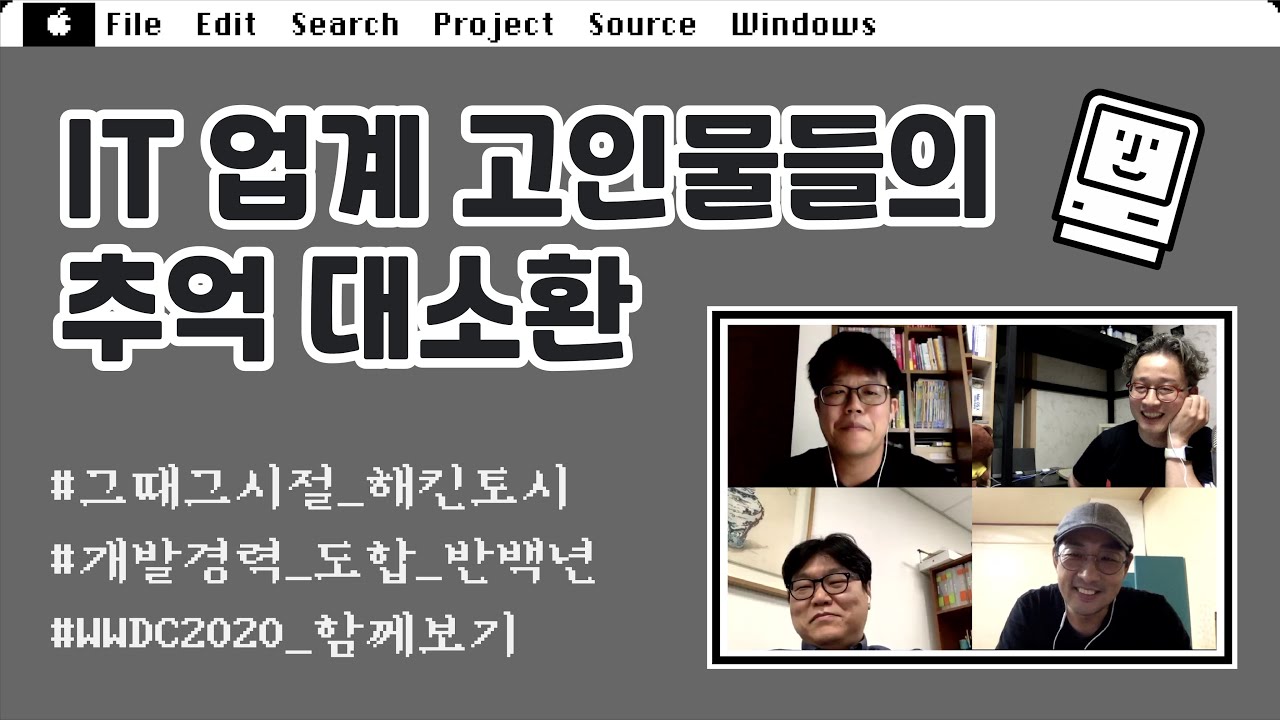 File Edit Search Project Source Windows
IT 업계 고인물들의
추억 대소환
#그때그시절_해킨토시
#개발경력_도합_반백년
#WWDC2020_함께보기